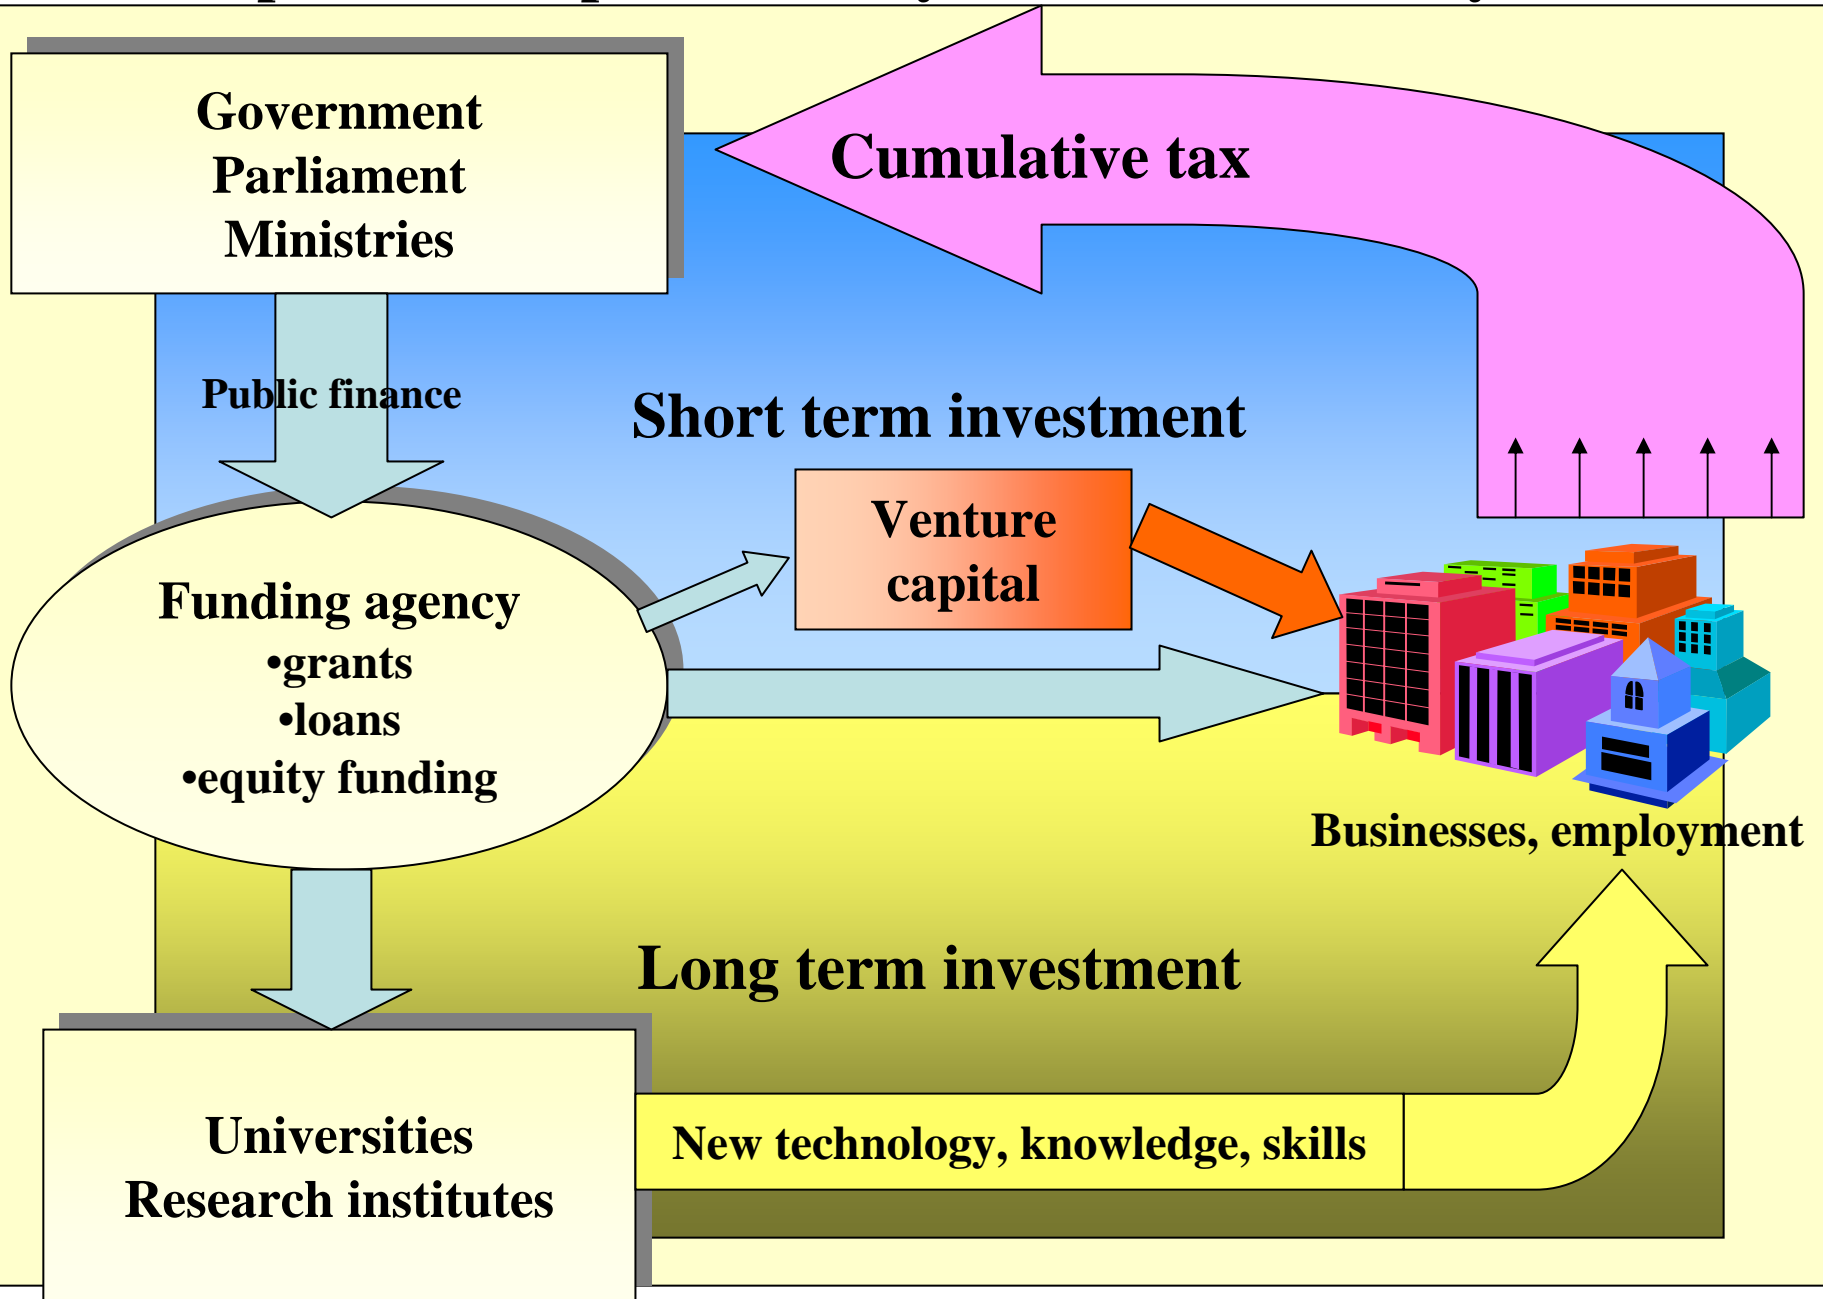 Government
Parliament
Ministries
Cumulative tax
Public finance
Short term investment
Venture
capital
Funding agency
•grants
•loans
•equity funding
Businesses, employment
Long term investment
New technology, knowledge, skills
Universities
Research institutes